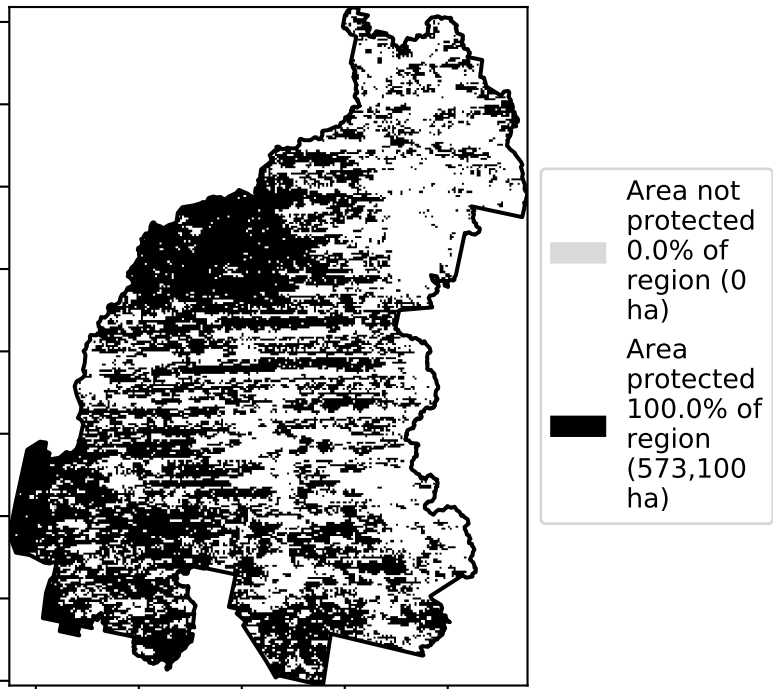 Area not
protected
0.0% of
region (0
ha)
Area
protected
100.0% of
region
(573,100
ha)